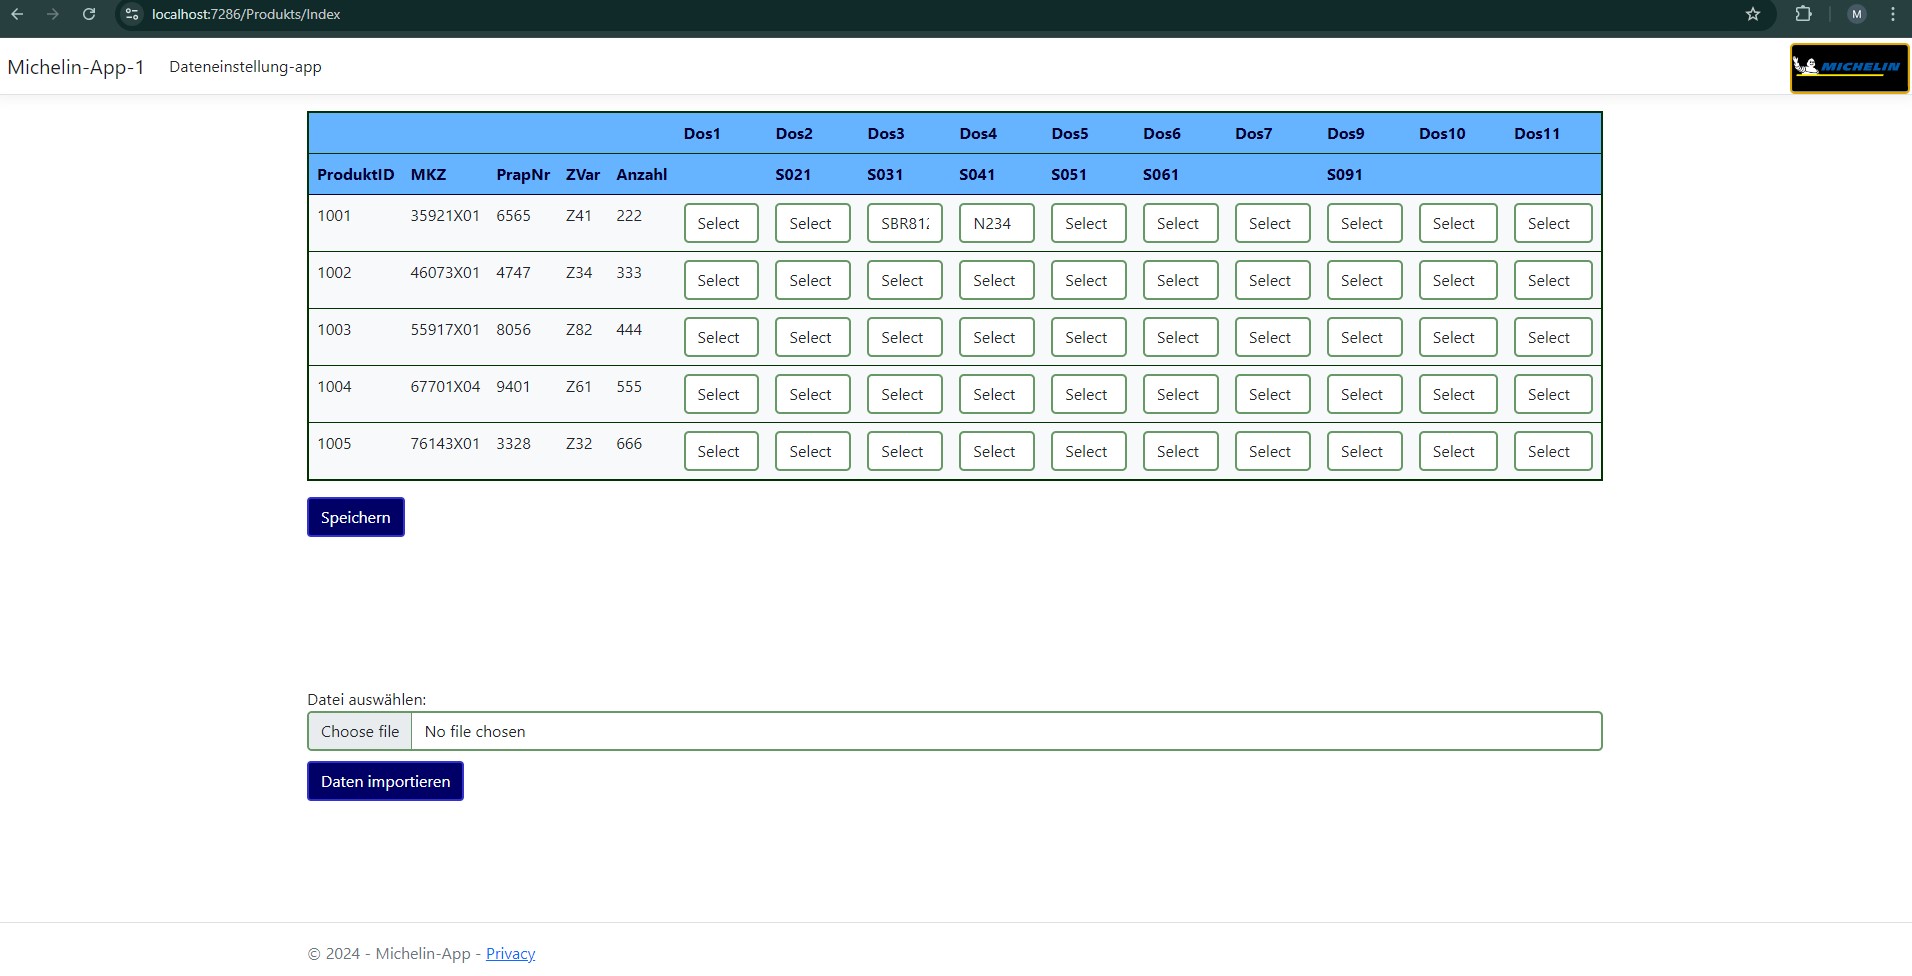 localhost:7286/Produkts/Index
M
Michelin-App-1 Dateneinstellung-app
MICHELIN
Dos1 Dos2 Dos3 Dos4 Dos5 Dos6 Dos7 Dos9 Dos10 Dos11
ProduktID MKZ PrapNr ZVar Anzahl S021 S031 S041 S051 S061 S091
1001 35921X01 6565 Z41 222 Select Select SBR812 N234 Select Select Select Select Select Select
1002 46073X01 4747 Z34 333 Select Select Select Select Select Select Select Select Select Select
1003 55917X01 8056 Z82 444 Select Select Select Select Select Select Select Select Select Select
1004 67701X04 9401 Z61 555 Select Select Select Select Select Select Select Select Select Select
1005 76143X01 3328 Z32 666 Select Select Select Select Select Select Select Select Select Select
Speichern
Datei auswählen:
Choose file No file chosen
Daten importieren
© 2024 - Michelin-App - Privacy